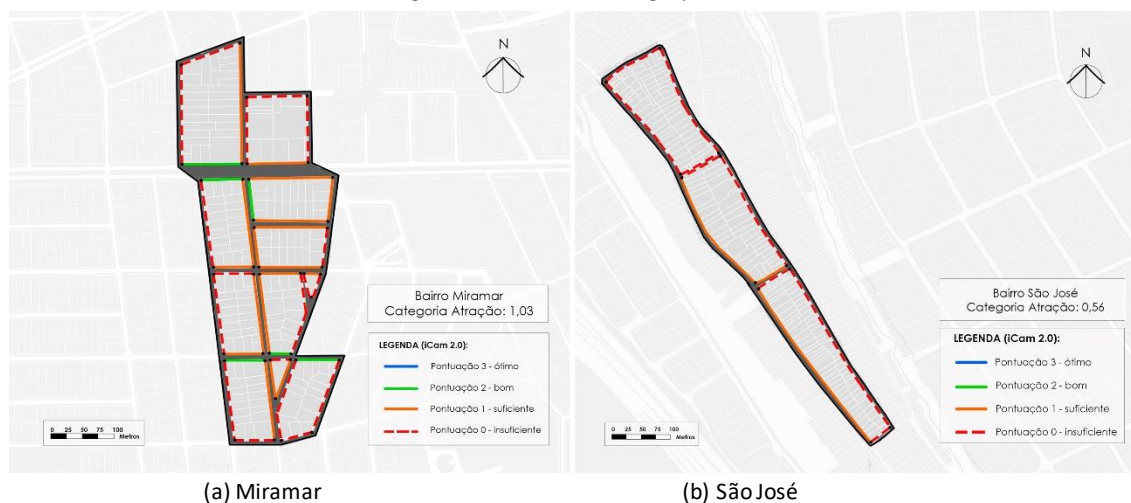 N
Bairro Miramar
Categoria Atração: 1,03
LEGENDA (iCam 2.0):
Pontuação 3 - ótimo
Pontuação 2 - bom
Pontuação 1 - suficiente
Pontuação 0 - insuficiente
0 25 50 75 100
Metros
(a) Miramar
N
Bairro São José
Categoria Atração: 0,56
LEGENDA (iCam 2.0):
Pontuação 3 - ótimo
Pontuação 2 - bom
Pontuação 1 - suficiente
Pontuação 0 - insuficiente
0 25 50 75 100
Metros
(b) São José